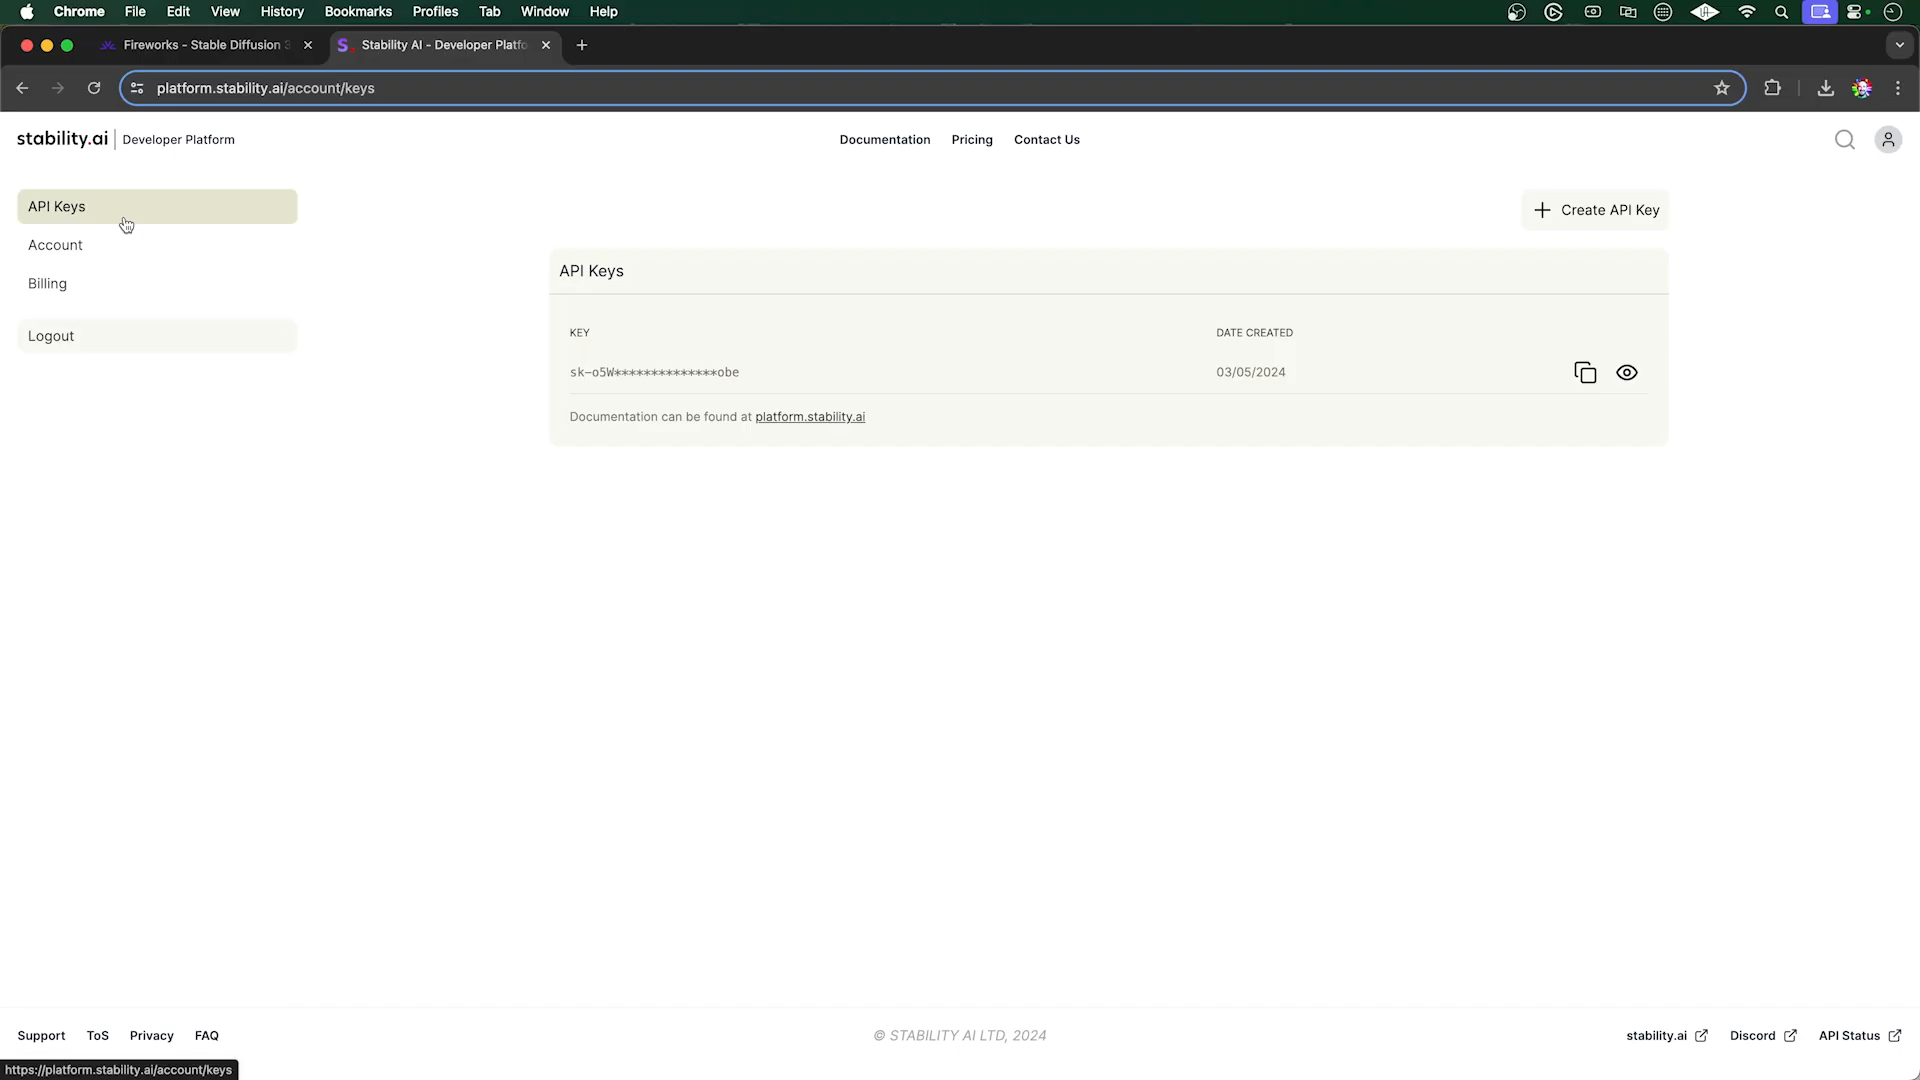 Chrome File Edit View History Bookmarks Profiles Tab Window Help
Fireworks - Stable Diffusion 3
Stability AI - Developer Platfo
platform.stability.ai/account/keys
stability.ai Developer Platform
Documentation Pricing Contact Us
API Keys
Account
Billing
Logout
Create API Key
API Keys
KEY DATE CREATED
sk-o5W**************obe 03/05/2024
Documentation can be found at platform.stability.ai
Support ToS Privacy FAQ
© STABILITY AI LTD, 2024
stability.ai Discord API Status
https://platform.stability.ai/account/keys